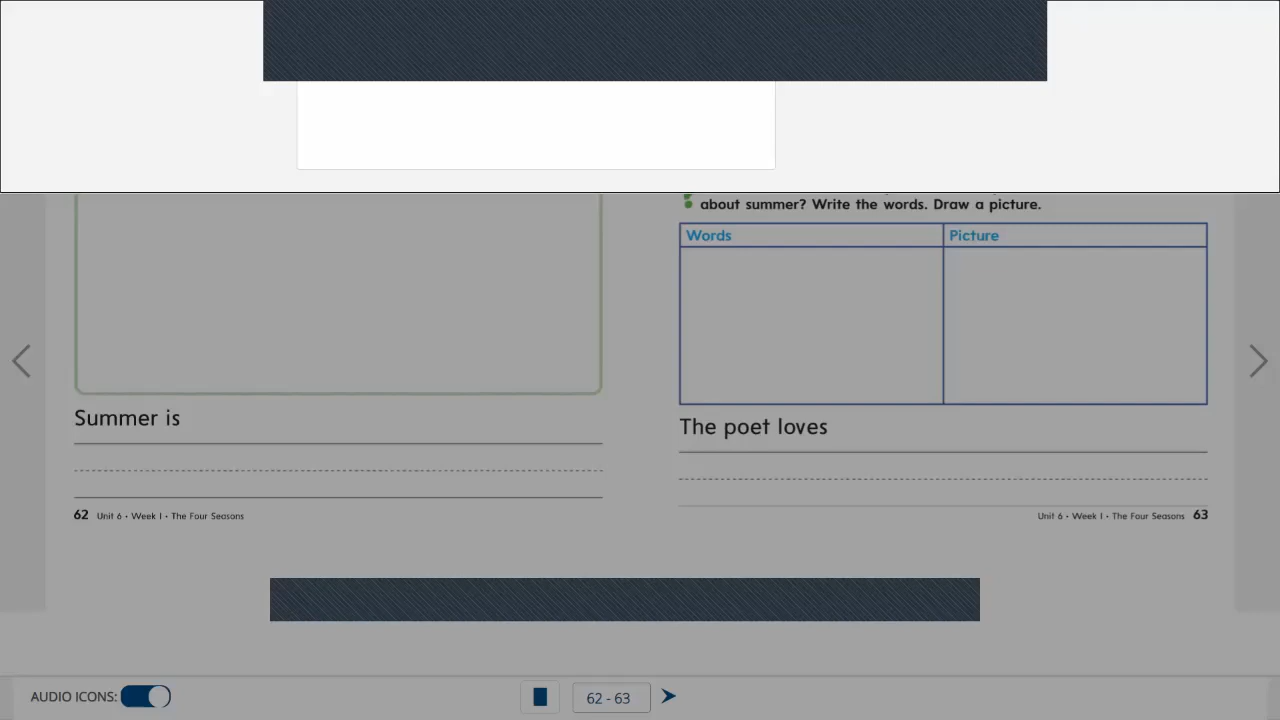 about summer? Write the words. Draw a picture.
Words
Picture
Summer is
The poet loves
62 Unit 6 • Week 1 • The Four Seasons
Unit 6 • Week 1 • The Four Seasons 63
AUDIO ICONS:
62 - 63